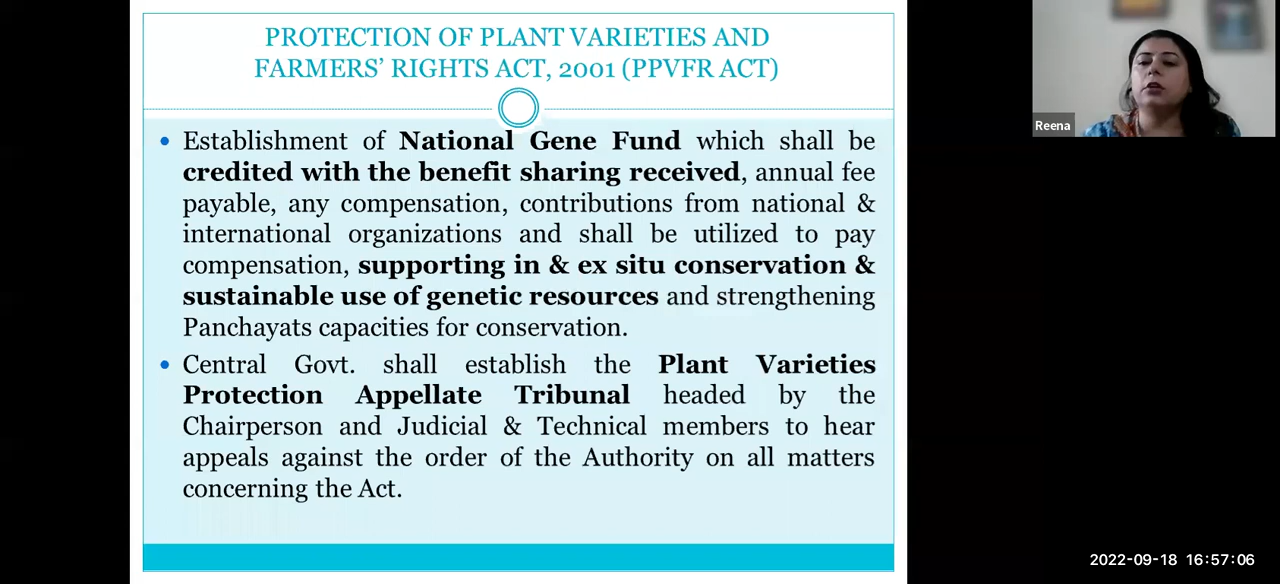 PROTECTION OF PLANT VARIETIES AND
FARMERS’ RIGHTS ACT, 2001 (PPVFR ACT)
• Establishment of National Gene Fund which shall be
credited with the benefit sharing received, annual fee
payable, any compensation, contributions from national &
international organizations and shall be utilized to pay
compensation, supporting in & ex situ conservation &
sustainable use of genetic resources and strengthening
Panchayats capacities for conservation.
• Central Govt. shall establish the Plant Varieties
Protection Appellate Tribunal headed by the
Chairperson and Judicial & Technical members to hear
appeals against the order of the Authority on all matters
concerning the Act.
Reena
2022-09-18 16:57:06